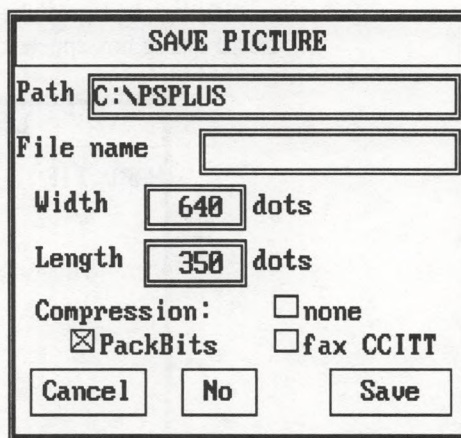 SAVE PICTURE
Path C:\PSPLUS
File name
Width 640 dots
Length 350 dots
Compression: none
PackBits fax CCITT
Cancel No Save